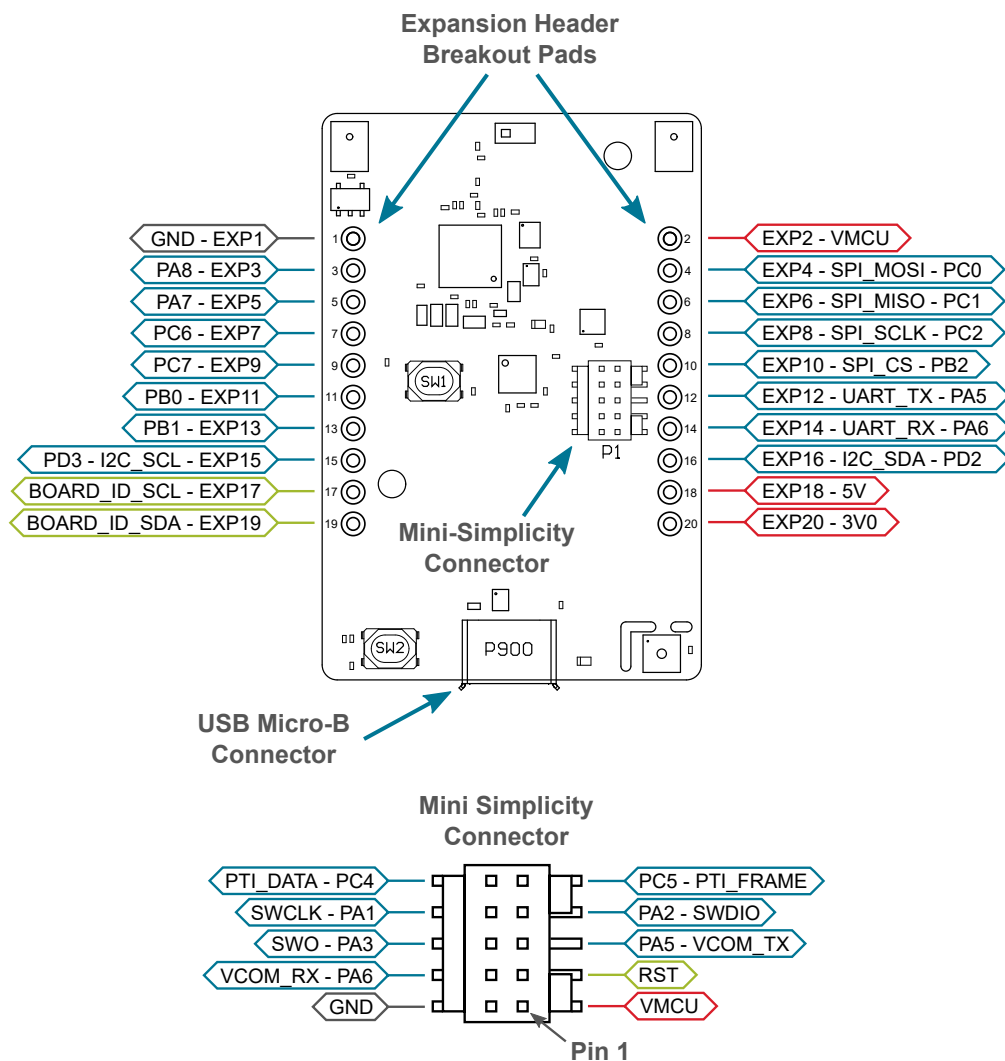 Expansion Header
Breakout Pads
GND - EXP1
1
2
EXP2 - VMCU
PA8 - EXP3
3
4
EXP4 - SPI_MOSI - PC0
PA7 - EXP5
5
6
EXP6 - SPI_MISO - PC1
PC6 - EXP7
7
8
EXP8 - SPI_SCLK - PC2
PC7 - EXP9
9
10
EXP10 - SPI_CS - PB2
SW1
PB0 - EXP11
11
12
EXP12 - UART_TX - PA5
PB1 - EXP13
13
14
EXP14 - UART_RX - PA6
P1
PD3 - I2C_SCL - EXP15
15
16
EXP16 - I2C_SDA - PD2
BOARD_ID_SCL - EXP17
17
18
EXP18 - 5V
BOARD_ID_SDA - EXP19
19
20
EXP20 - 3V0
Mini-Simplicity
Connector
SW2
P900
USB Micro-B
Connector
Mini Simplicity
Connector
PTI_DATA - PC4
PC5 - PTI_FRAME
SWCLK - PA1
PA2 - SWDIO
SWO - PA3
PA5 - VCOM_TX
VCOM_RX - PA6
RST
GND
VMCU
Pin 1